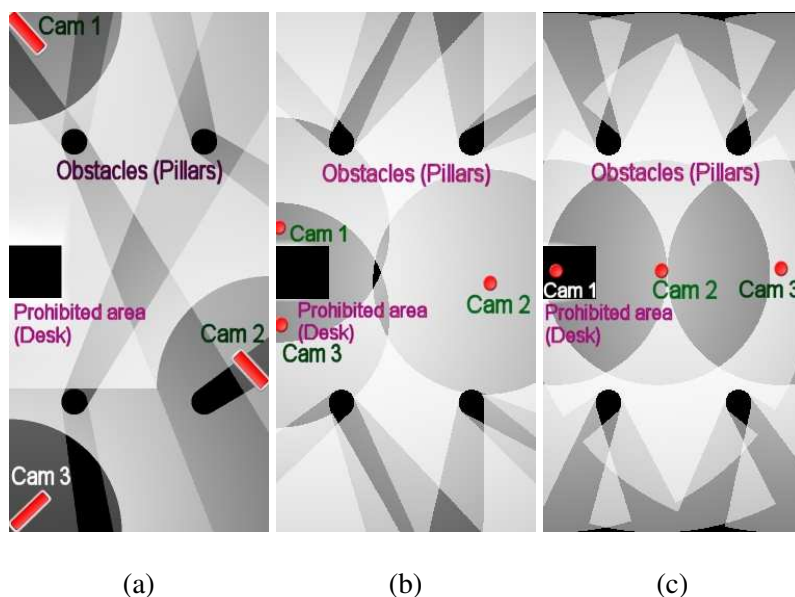 Cam 1
Obstacles (Pillars)
Prohibited area
(Desk)
Cam 2
Cam 3
(a)
Obstacles (Pillars)
Cam 1
Cam 2
Prohibited area
(Desk)
Cam 3
(b)
Obstacles (Pillars)
Cam 1
Cam 2
Cam 3
Prohibited area
(Desk)
(c)